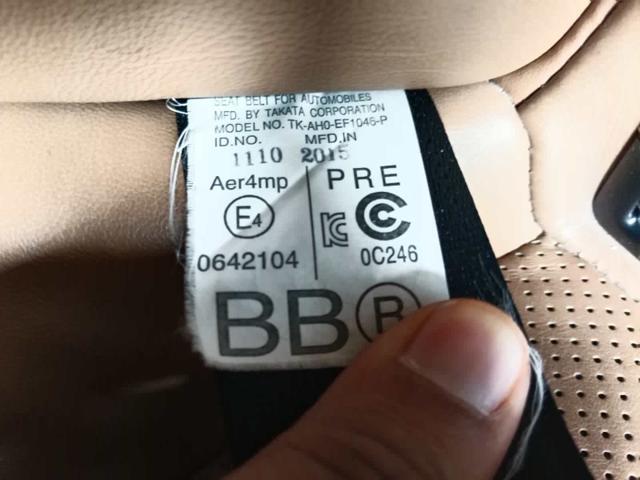 SEAT BELT FOR AUTOMOBILES
MFD. BY TAKATA CORPORATION
MODEL NO. TK-AH0-EF1046-P
ID.NO. MFD.IN
1110 2015
Aer4mp PRE
E4
0642104 0C246
BB R